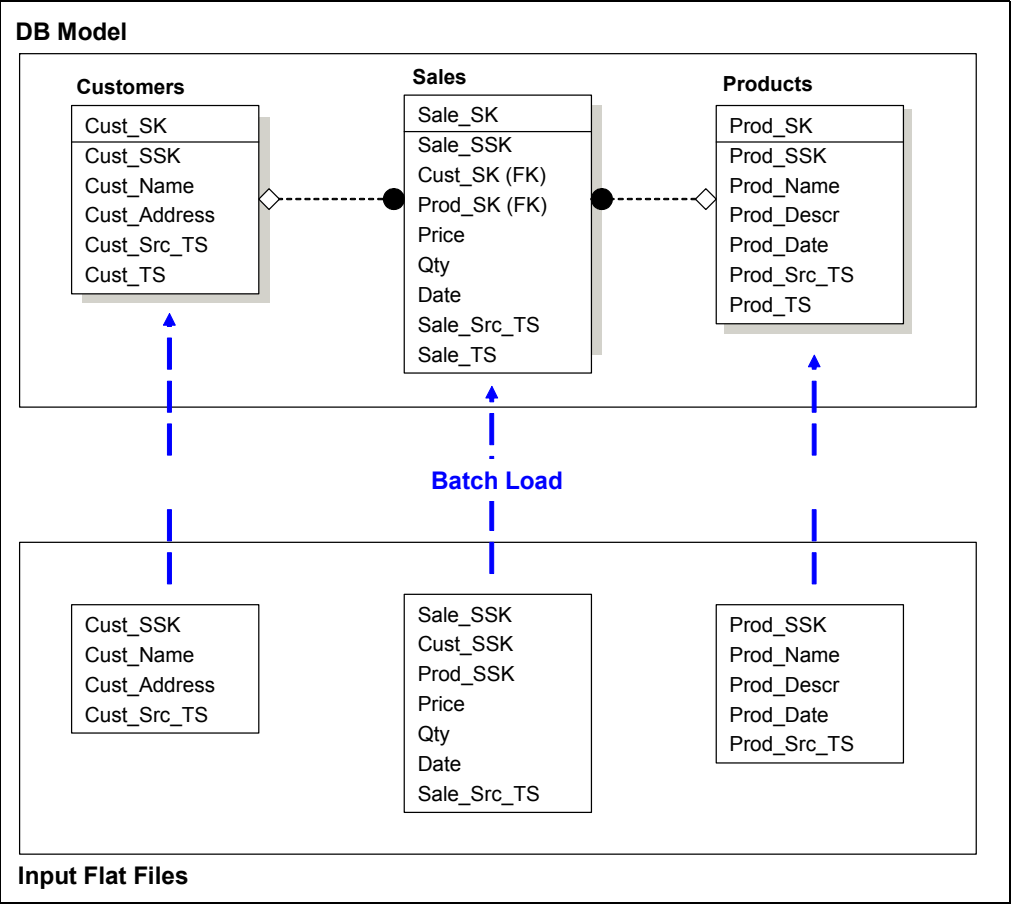 DB Model
Customers
Cust_SK
Cust_SSK
Cust_Name
Cust_Address
Cust_Src_TS
Cust_TS
Sales
Sale_SK
Sale_SSK
Cust_SK (FK)
Prod_SK (FK)
Price
Qty
Date
Sale_Src_TS
Sale_TS
Products
Prod_SK
Prod_SSK
Prod_Name
Prod_Descr
Prod_Date
Prod_Src_TS
Prod_TS
Batch Load
Cust_SSK
Cust_Name
Cust_Address
Cust_Src_TS
Sale_SSK
Cust_SSK
Prod_SSK
Price
Qty
Date
Sale_Src_TS
Prod_SSK
Prod_Name
Prod_Descr
Prod_Date
Prod_Src_TS
Input Flat Files